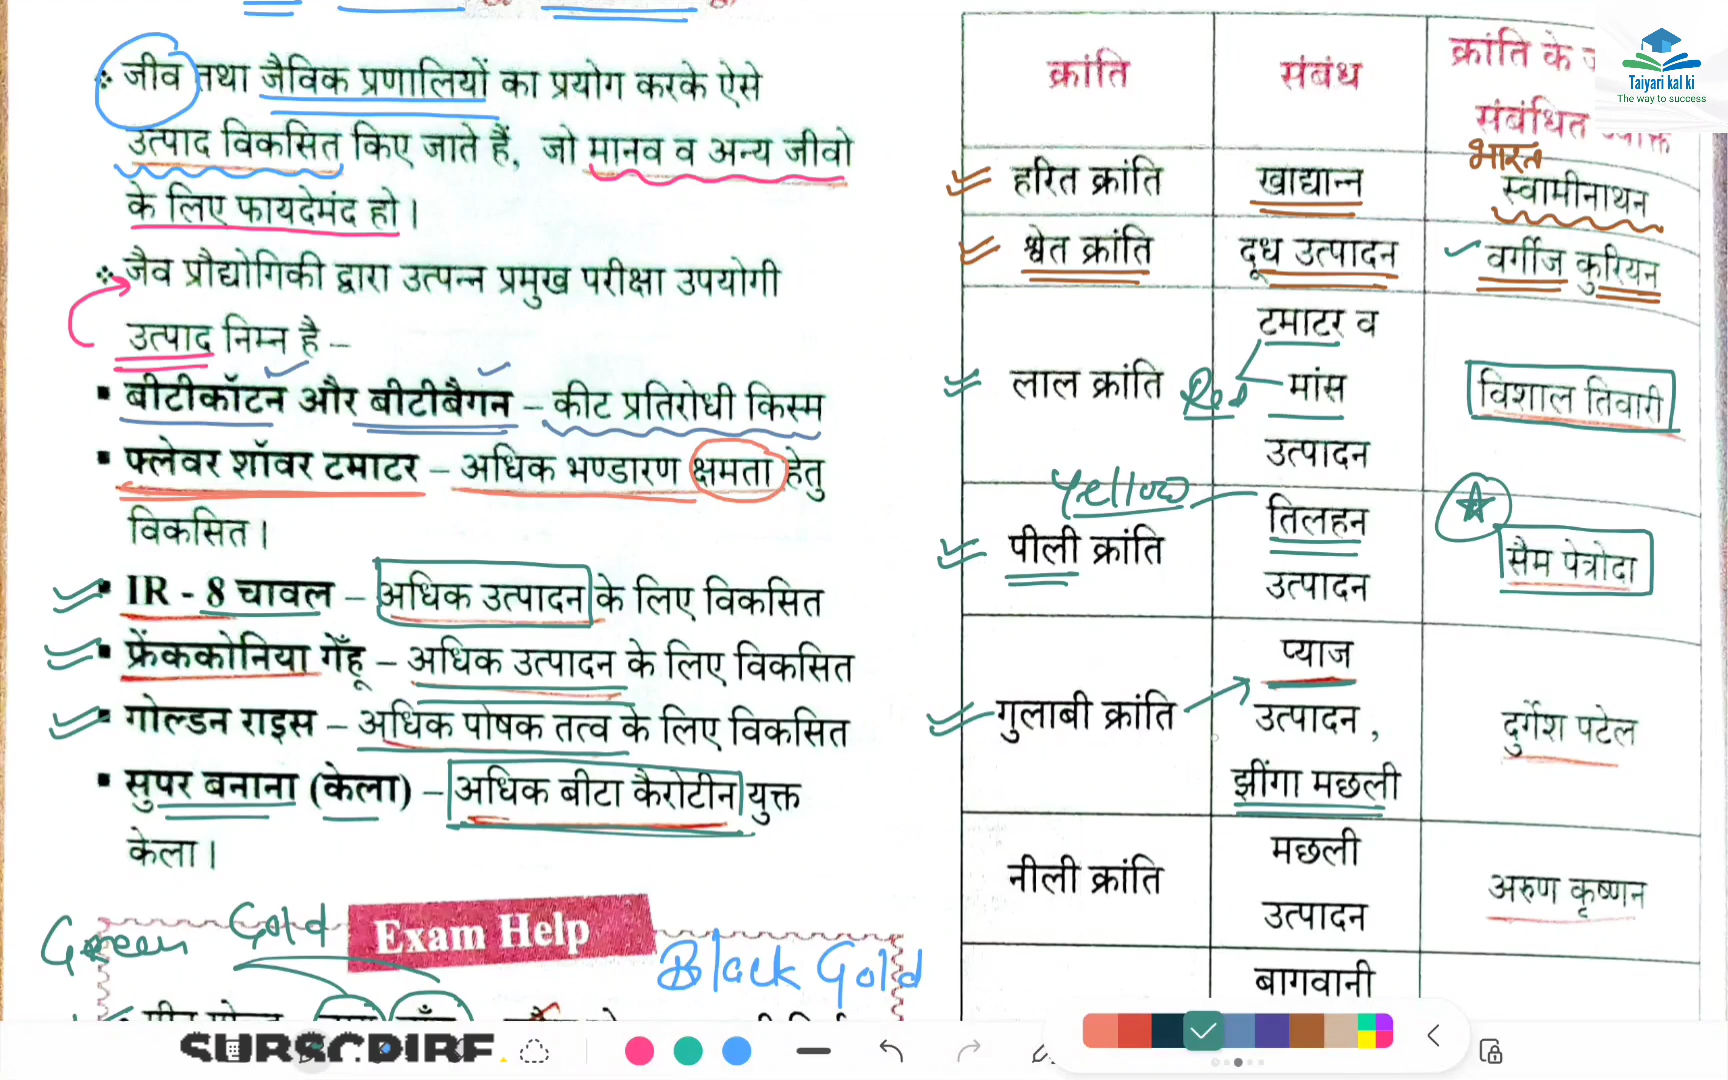 जीव तथा जैविक प्रणालियों का प्रयोग करके ऐसे
उत्पाद विकसित किए जाते हैं, जो मानव व अन्य जीवो
के लिए फायदेमंद हो।
जैव प्रौद्योगिकी द्वारा उत्पन्न प्रमुख परीक्षा उपयोगी
उत्पाद निम्न है –
▪ बीटीकॉटन और बीटीबैगन – कीट प्रतिरोधी किस्म
▪ फ्लेवर शॉवर टमाटर – अधिक भण्डारण क्षमता हेतु
विकसित।
▪ IR - 8 चावल – अधिक उत्पादन के लिए विकसित
▪ फ्रेंककोनिया गेँहू – अधिक उत्पादन के लिए विकसित
▪ गोल्डन राइस – अधिक पोषक तत्व के लिए विकसित
▪ सुपर बनाना (केला) – अधिक बीटा कैरोटीन युक्त
केला।
Green Gold
Exam Help
Black Gold
क्रांति संबंध क्रांति के
संबंधित
भारत
हरित क्रांति खाद्यान्न स्वामीनाथन
श्वेत क्रांति दूध उत्पादन वर्गीज कुरियन
टमाटर व
लाल क्रांति Red मांस विशाल तिवारी
उत्पादन
Yellow
तिलहन
पीली क्रांति सैम पेत्रोदा
उत्पादन
प्याज
गुलाबी क्रांति उत्पादन, दुर्गेश पटेल
झींगा मछली
मछली
नीली क्रांति अरुण कृष्णन
उत्पादन
बागवानी
Taiyari kal ki
The way to success